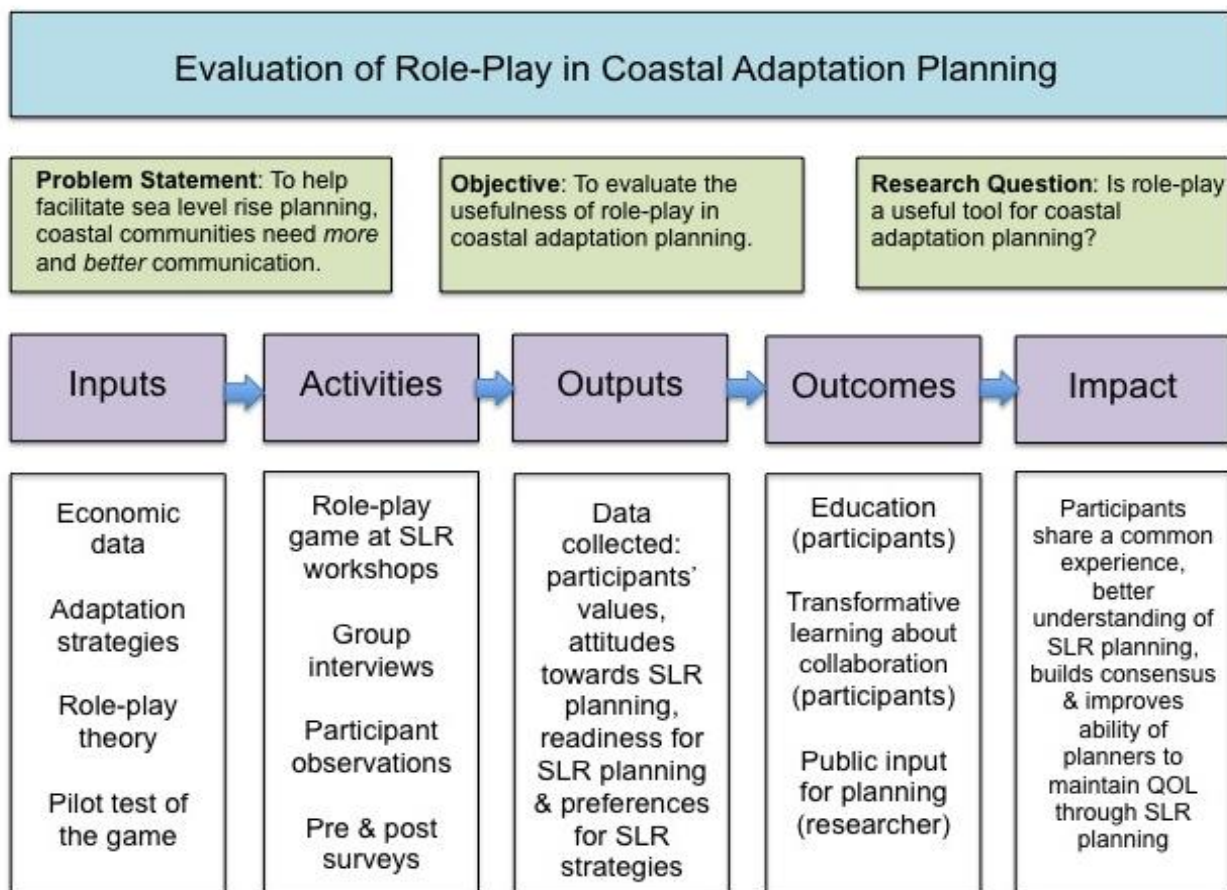 Evaluation of Role-Play in Coastal Adaptation Planning
Problem Statement: To help
facilitate sea level rise planning,
coastal communities need more
and better communication.
Objective: To evaluate the
usefulness of role-play in
coastal adaptation planning.
Research Question: Is role-play
a useful tool for coastal
adaptation planning?
Inputs
Activities
Outputs
Outcomes
Impact
Economic
data
Adaptation
strategies
Role-play
theory
Pilot test of
the game
Role-play
game at SLR
workshops
Group
interviews
Participant
observations
Pre & post
surveys
Data
collected:
participants’
values,
attitudes
towards SLR
planning,
readiness for
SLR planning
& preferences
for SLR
strategies
Education
(participants)
Transformative
learning about
collaboration
(participants)
Public input
for planning
(researcher)
Participants
share a common
experience,
better
understanding of
SLR planning,
builds consensus
& improves
ability of
planners to
maintain QOL
through SLR
planning